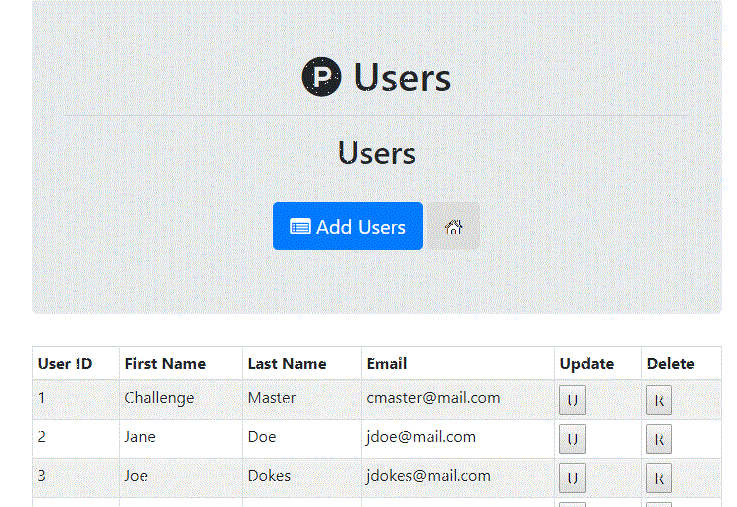 P Users
Users
Add Users
User ID First Name Last Name Email Update Delete
1 Challenge Master cmaster@mail.com U R
2 Jane Doe jdoe@mail.com U R
3 Joe Dokes jdokes@mail.com U R